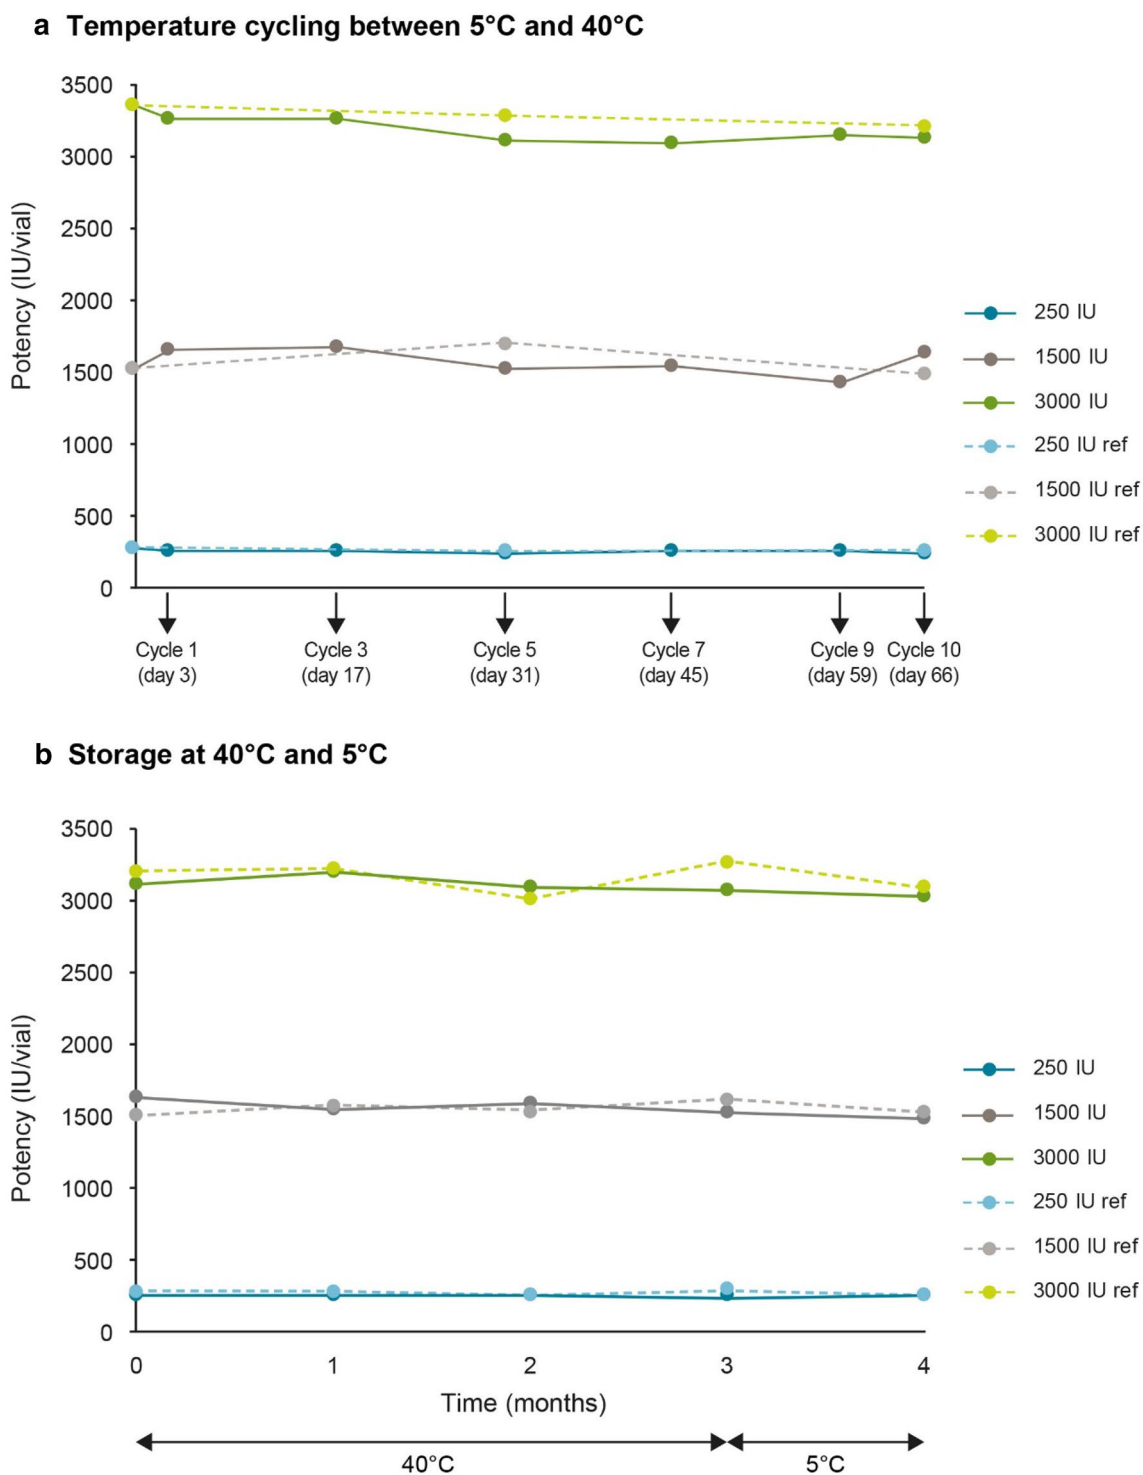 a Temperature cycling between 5°C and 40°C
3500
3000
2500
2000
1500
1000
500
0
Potency (IU/vial)
250 IU
1500 IU
3000 IU
250 IU ref
1500 IU ref
3000 IU ref
Cycle 1
(day 3)
Cycle 3
(day 17)
Cycle 5
(day 31)
Cycle 7
(day 45)
Cycle 9
(day 59)
Cycle 10
(day 66)
b Storage at 40°C and 5°C
3500
3000
2500
2000
1500
1000
500
0
Potency (IU/vial)
250 IU
1500 IU
3000 IU
250 IU ref
1500 IU ref
3000 IU ref
0 1 2 3 4
Time (months)
40°C 5°C